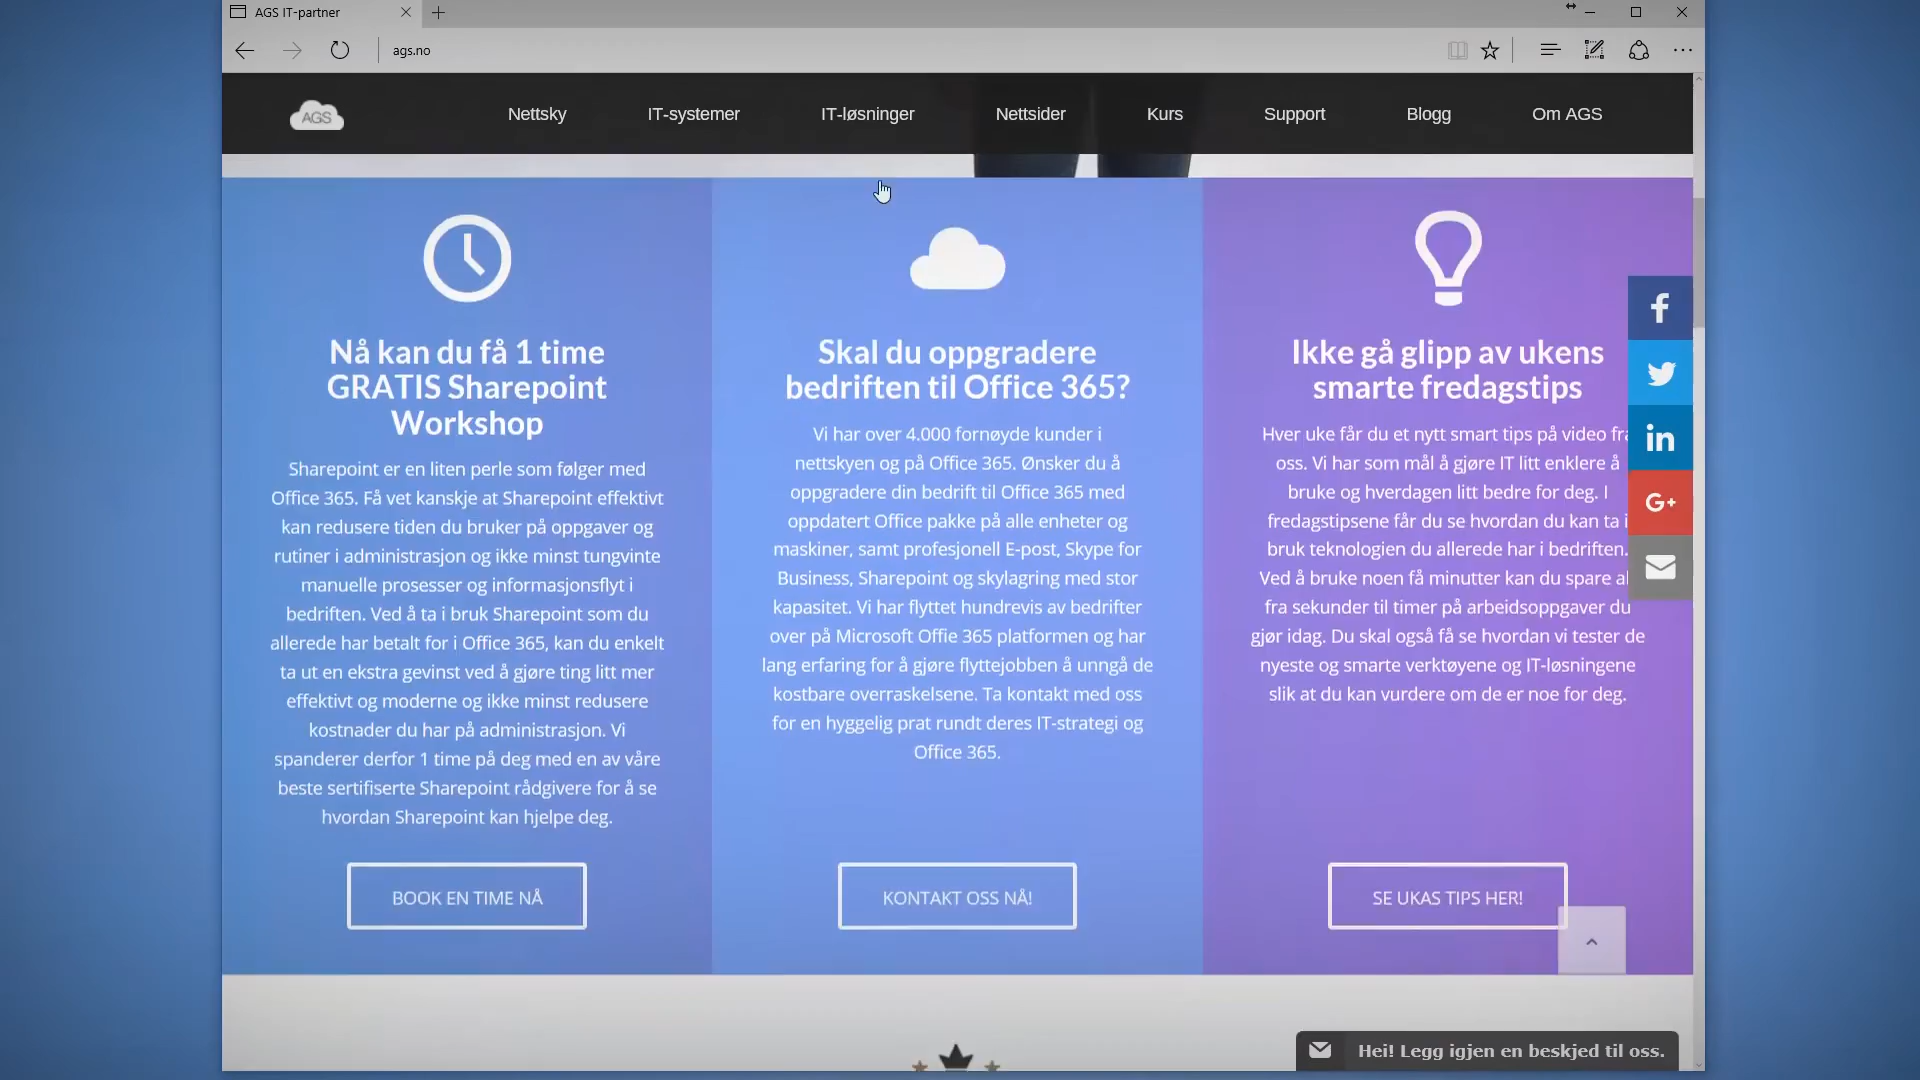 AGS IT-partner
ags.no
AGS
Nettsky
IT-systemer
IT-løsninger
Nettsider
Kurs
Support
Blogg
Om AGS
Nå kan du få 1 time
GRATIS Sharepoint
Workshop
Sharepoint er en liten perle som følger med
Office 365. Få vet kanskje at Sharepoint effektivt
kan redusere tiden du bruker på oppgaver og
rutiner i administrasjon og ikke minst tungvinte
manuelle prosesser og informasjonsflyt i
bedriften. Ved å ta i bruk Sharepoint som du
allerede har betalt for i Office 365, kan du enkelt
ta ut en ekstra gevinst ved å gjøre ting litt mer
effektivt og moderne og ikke minst redusere
kostnader du har på administrasjon. Vi
spanderer derfor 1 time på deg med en av våre
beste sertifiserte Sharepoint rådgivere for å se
hvordan Sharepoint kan hjelpe deg.
BOOK EN TIME NÅ
Skal du oppgradere
bedriften til Office 365?
Vi har over 4.000 fornøyde kunder i
nettskyen og på Office 365. Ønsker du å
oppgradere din bedrift til Office 365 med
oppdatert Office pakke på alle enheter og
maskiner, samt profesjonell E-post, Skype for
Business, Sharepoint og skylagring med stor
kapasitet. Vi har flyttet hundrevis av bedrifter
over på Microsoft Offie 365 platformen og har
lang erfaring for å gjøre flyttejobben å unngå de
kostbare overraskelsene. Ta kontakt med oss
for en hyggelig prat rundt deres IT-strategi og
Office 365.
KONTAKT OSS NÅ!
Ikke gå glipp av ukens
smarte fredagstips
Hver uke får du et nytt smart tips på video
oss. Vi har som mål å gjøre IT litt enklere å
bruke og hverdagen litt bedre for deg. I
fredagstipsene får du se hvordan du kan ta i
bruk teknologien du allerede har i bedriften.
Ved å bruke noen få minutter kan du spare
fra sekunder til timer på arbeidsoppgaver du
gjør idag. Du skal også få se hvordan vi tester de
nyeste og smarte verktøyene og IT-løsningene
slik at du kan vurdere om de er noe for deg.
SE UKAS TIPS HER!
f
in
G+
Hei! Legg igjen en beskjed til oss.